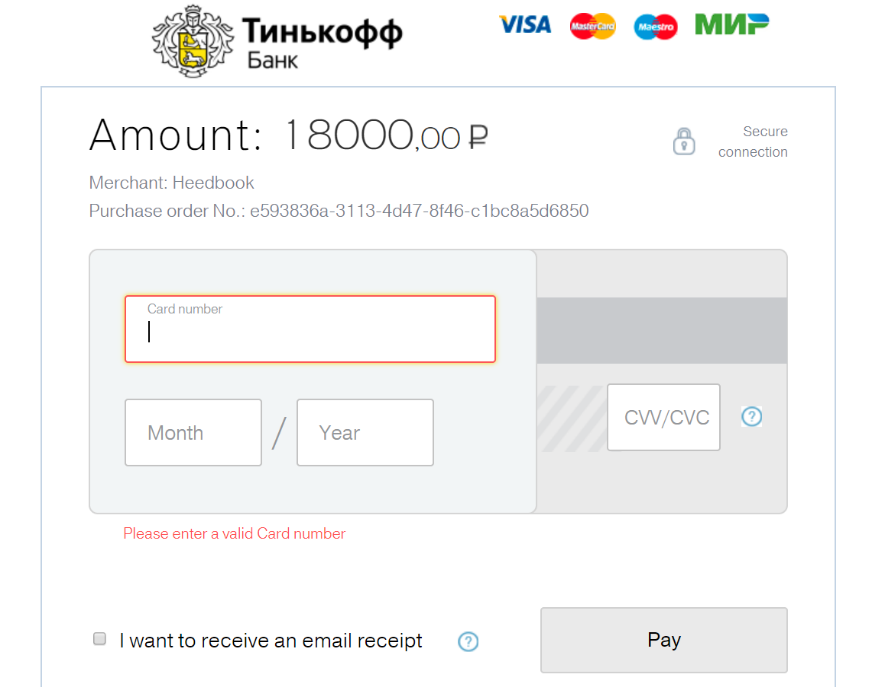 Тинькофф
Банк
VISA MasterCard Maestro МИР
Amount: 18000,00 ₽
Secure
connection
Merchant: Heedbook
Purchase order No.: e593836a-3113-4d47-8f46-c1bc8a5d6850
Card number
Month / Year
CVV/CVC ?
Please enter a valid Card number
I want to receive an email receipt ?
Pay